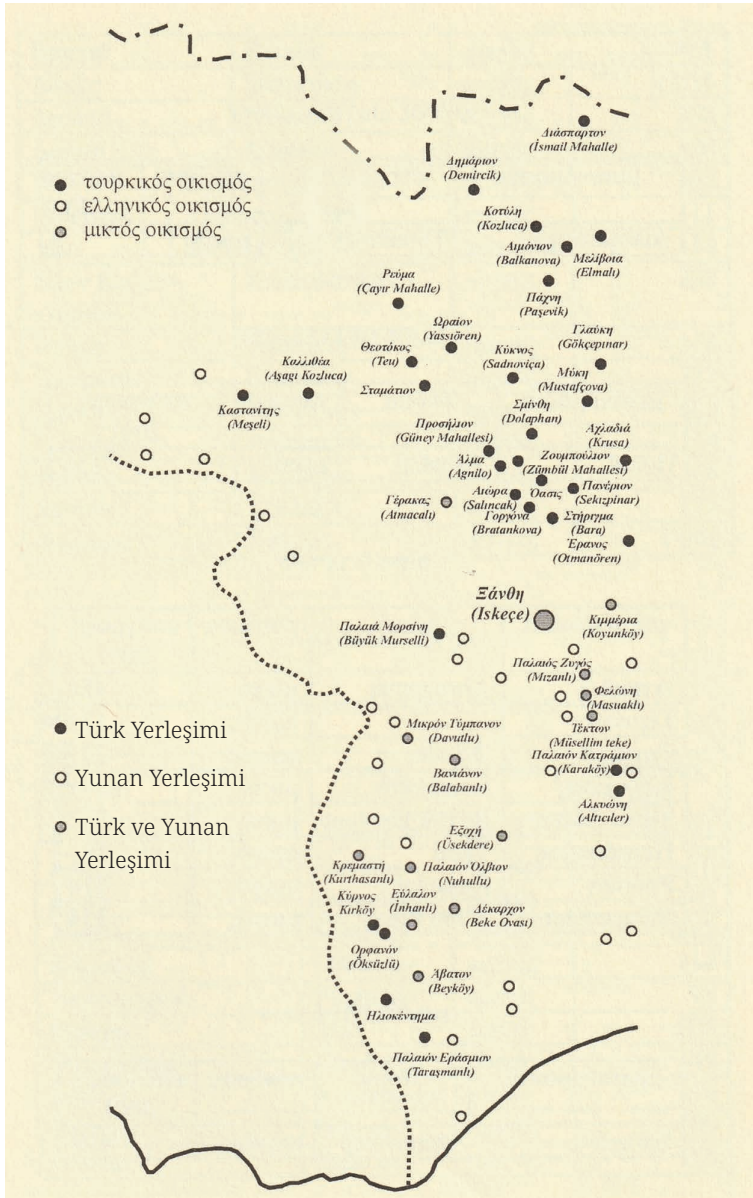 Διάσπαρτον
(İsmail Mahalle)
Δημάριον
(Demircik)
τουρκικός οικισμός
ελληνικός οικισμός
μικτός οικισμός
Κοτύλη
(Kozluca)
Αιμόνιον
(Balkanova)
Μελίβοια
(Elmalı)
Ρεύμα
(Çayır Mahalle)
Πάχνη
(Paşevik)
Ωραίον
(Yassıören)
Γλαύκη
(Gökçepınar)
Θεοτόκος
(Teu)
Κύκνος
(Sadnoviça)
Καλλιθέα
(Aşagı Kozluca)
Μύκη
(Mustafçova)
Σταμάτιον
Καστανίτης
(Meşeli)
Σμίνθη
(Dolaphan)
Προσήλιον
(Güney Mahallesi)
Αχλαδιά
(Krusa)
Άλμα
(Agnilo)
Ζουμπούλιον
(Zümbül Mahallesi)
Αιώρα
(Salıncak)
Όασις
Πανέριον
(Sekizpinar)
Γέρακας
(Atmacalı)
Γοργόνα
(Bratankova)
Στήριγμα
(Bara)
Έρανος
(Otmanören)
Ξάνθη
(Iskeçe)
Κιμμέρια
(Koyunköy)
Παλαιά Μορσίνη
(Büyük Murselli)
Παλαιός Ζυγός
(Mızanlı)
Φελώνη
(Masuaklı)
Μικρόν Τύμπανον
(Davutlu)
Τέκτων
(Müsellim teke)
Türk Yerleşimi
Βανιάνον
(Balabanlı)
Παλαιόν Κατράμιον
(Karaköy)
Yunan Yerleşimi
Αλκυώνη
(Altıcıler)
Türk ve Yunan
Yerleşimi
Εξοχή
(Üsekdere)
Κρεμαστή
(Kurthasanlı)
Παλαιόν Όλβιον
(Nuhullu)
Κύρνος
Kırköy
Εύλαλον
(İnhanlı)
Δέκαρχον
(Beke Ovası)
Ορφανόν
(Öksüzlü)
Άβατον
(Beyköy)
Ηλιοκέντημα
Παλαιόν Εράσμιον
(Taraşmanlı)